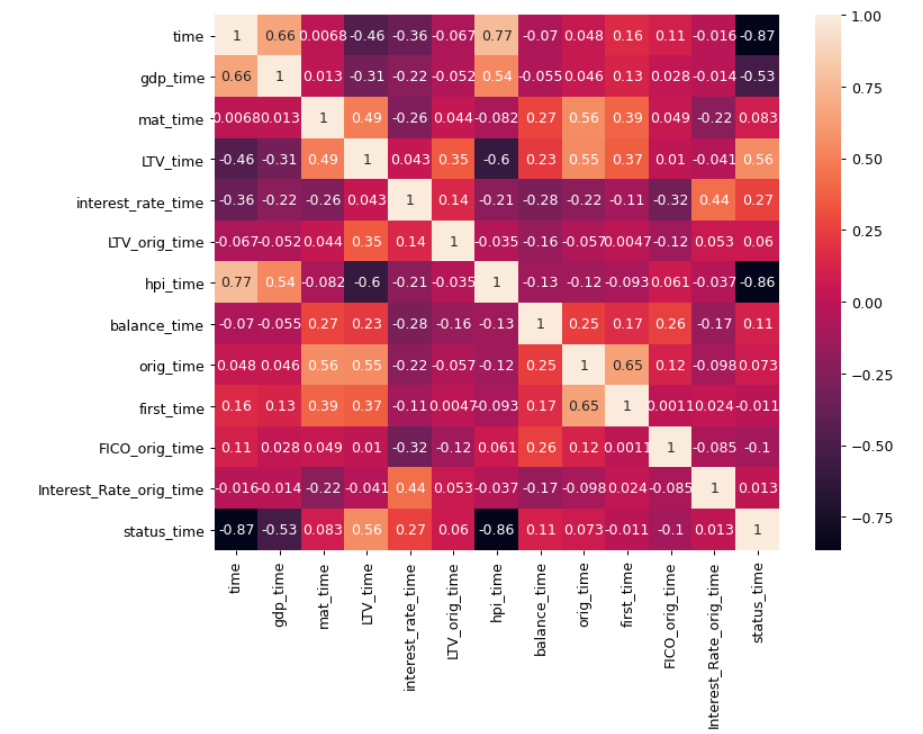 time 1 0.66 0.0068 -0.46 -0.36 -0.067 0.77 -0.07 0.048 0.16 0.11 -0.016 -0.87
gdp_time 0.66 1 0.013 -0.31 -0.22 -0.052 0.54 -0.055 0.046 0.13 0.028 -0.014 -0.53
mat_time 0.0068 0.013 1 0.49 -0.26 0.044 -0.082 0.27 0.56 0.39 0.049 -0.22 0.083
LTV_time -0.46 -0.31 0.49 1 0.043 0.35 -0.6 0.23 0.55 0.37 0.01 -0.041 0.56
interest_rate_time -0.36 -0.22 -0.26 0.043 1 0.14 -0.21 -0.28 -0.22 -0.11 -0.32 0.44 0.27
LTV_orig_time -0.067 -0.052 0.044 0.35 0.14 1 -0.035 -0.16 -0.057 0.0047 -0.12 0.053 0.06
hpi_time 0.77 0.54 -0.082 -0.6 -0.21 -0.035 1 -0.13 -0.12 -0.093 0.061 -0.037 -0.86
balance_time -0.07 -0.055 0.27 0.23 -0.28 -0.16 -0.13 1 0.25 0.17 0.26 -0.17 0.11
orig_time 0.048 0.046 0.56 0.55 -0.22 -0.057 -0.12 0.25 1 0.65 0.12 -0.098 0.073
first_time 0.16 0.13 0.39 0.37 -0.11 0.0047 -0.093 0.17 0.65 1 0.0011 0.024 -0.011
FICO_orig_time 0.11 0.028 0.049 0.01 -0.32 -0.12 0.061 0.26 0.12 0.0011 1 -0.085 -0.1
Interest_Rate_orig_time -0.016 -0.014 -0.22 -0.041 0.44 0.053 -0.037 -0.17 -0.098 0.024 -0.085 1 0.013
status_time -0.87 -0.53 0.083 0.56 0.27 0.06 -0.86 0.11 0.073 -0.011 -0.1 0.013 1
time
gdp_time
mat_time
LTV_time
interest_rate_time
LTV_orig_time
hpi_time
balance_time
orig_time
first_time
FICO_orig_time
Interest_Rate_orig_time
status_time
1.00
0.75
0.50
0.25
0.00
−0.25
−0.50
−0.75